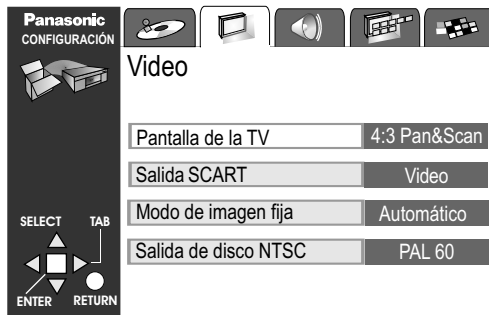 Panasonic
CONFIGURACIÓN
Video
Pantalla de la TV 4:3 Pan&Scan
Salida SCART Video
Modo de imagen fija Automático
Salida de disco NTSC PAL 60
SELECT TAB
ENTER RETURN